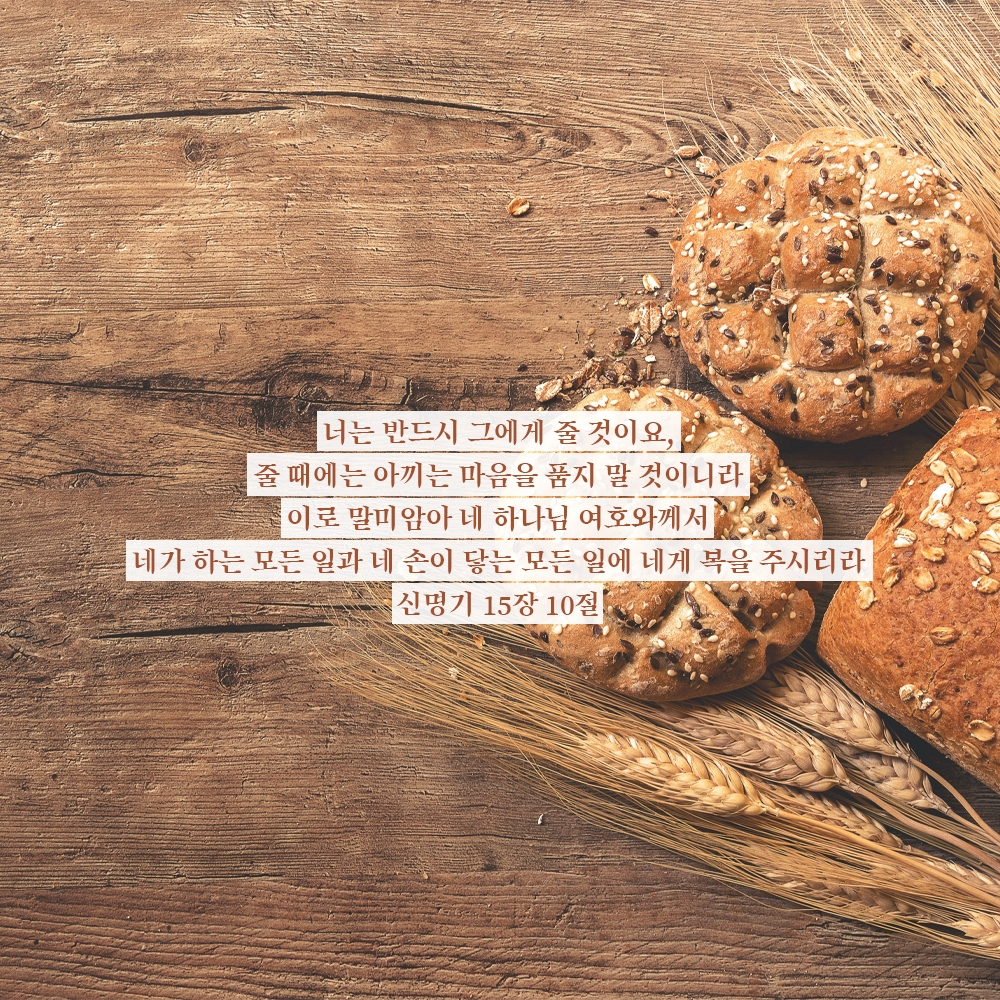 너는 반드시 그에게 줄 것이요,
줄 때에는 아끼는 마음을 품지 말 것이니라
이로 말미암아 네 하나님 여호와께서
네가 하는 모든 일과 네 손이 닿는 모든 일에 네게 복을 주시리라
신명기 15장 10절